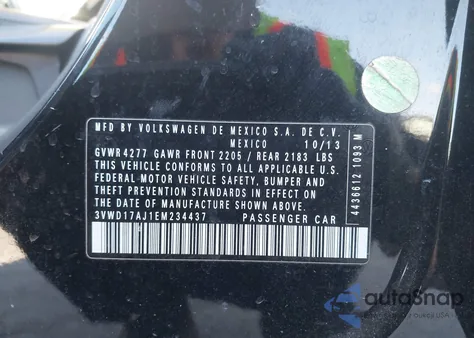 MFD BY VOLKSWAGEN DE MEXICO S.A. DE C.V.
MEXICO 10/13
GVWR 4277 GAWR FRONT 2205 / REAR 2183 LBS
THIS VEHICLE CONFORMS TO ALL APPLICABLE U.S.
FEDERAL MOTOR VEHICLE SAFETY, BUMPER AND
THEFT PREVENTION STANDARDS IN EFFECT ON
THE DATE OF MANUFACTURE SHOWN ABOVE.
3VWD17AJ1EM234437 PASSENGER CAR
4436612 1093 M
autoSnap